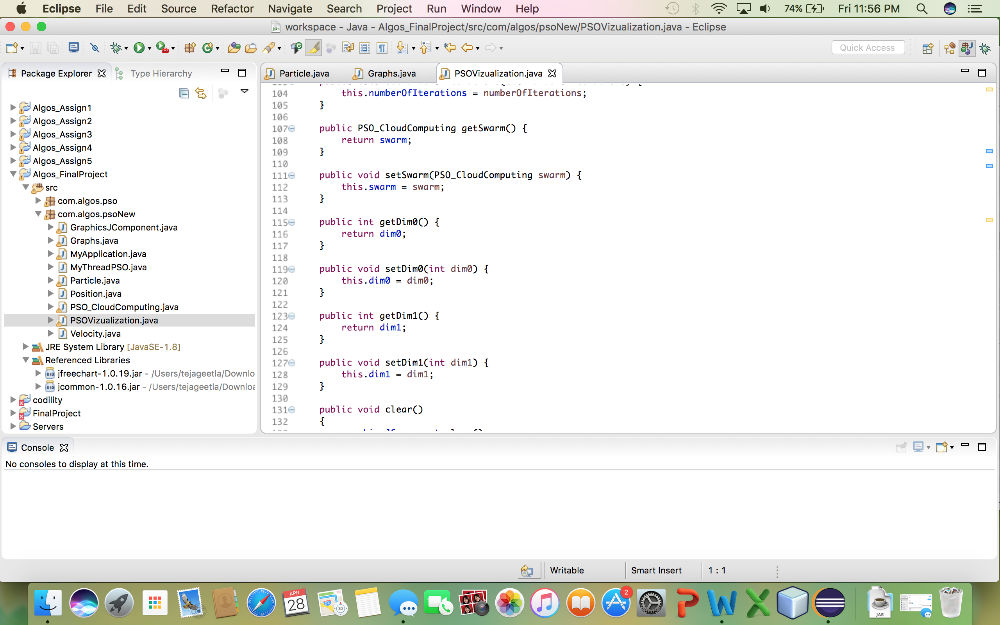 Eclipse File Edit Source Refactor Navigate Search Project Run Window Help 74% Fri 11:56 PM
workspace - Java - Algos_FinalProject/src/com/algos/psoNew/PSOVizualization.java - Eclipse
Quick Access
Package Explorer Type Hierarchy
Algos_Assign1
Algos_Assign2
Algos_Assign3
Algos_Assign4
Algos_Assign5
Algos_FinalProject
src
com.algos.pso
com.algos.psoNew
GraphicsJComponent.java
Graphs.java
MyApplication.java
MyThreadPSO.java
Particle.java
Position.java
PSO_CloudComputing.java
PSOVizualization.java
Velocity.java
JRE System Library [JavaSE-1.8]
Referenced Libraries
jfreechart-1.0.19.jar - /Users/tejageetla/Downlo
jcommon-1.0.16.jar - /Users/tejageetla/Downloa
codility
FinalProject
Servers
Particle.java Graphs.java PSOVizualization.java
104 this.numberOfIterations = numberOfIterations;
105 }
106
107 public PSO_CloudComputing getSwarm() {
108 return swarm;
109 }
110
111 public void setSwarm(PSO_CloudComputing swarm) {
112 this.swarm = swarm;
113 }
114
115 public int getDim0() {
116 return dim0;
117 }
118
119 public void setDim0(int dim0) {
120 this.dim0 = dim0;
121 }
122
123 public int getDim1() {
124 return dim1;
125 }
126
127 public void setDim1(int dim1) {
128 this.dim1 = dim1;
129 }
130
131 public void clear()
132 {
Console
No consoles to display at this time.
Writable Smart Insert 1 : 1
APR
28
280
3D
2
JAR